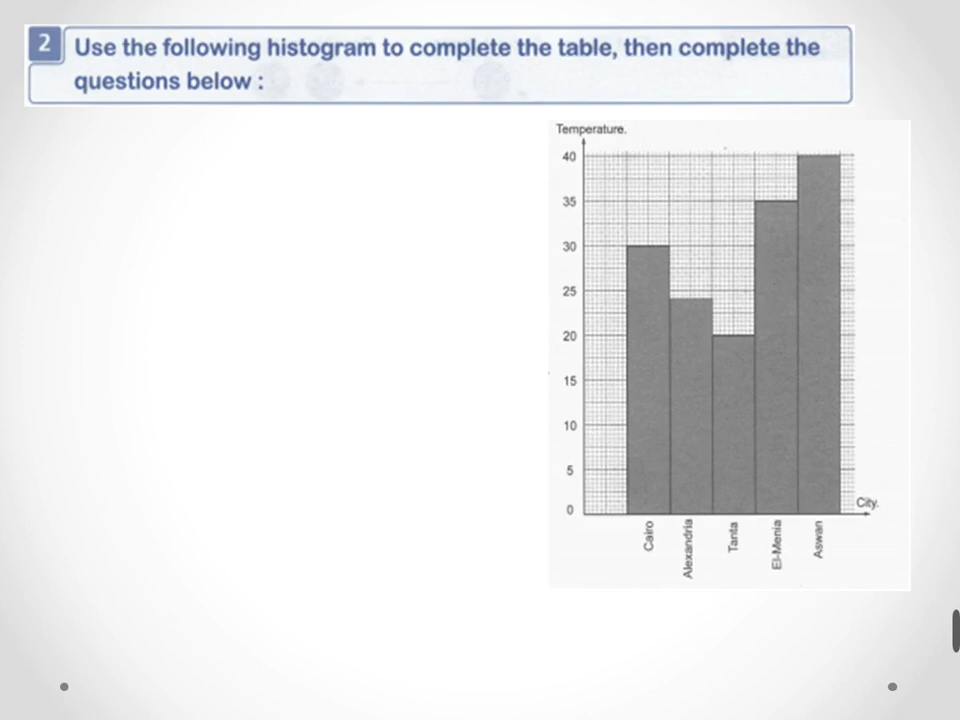 2
Use the following histogram to complete the table, then complete the
questions below :
Temperature.
40
35
30
25
20
15
10
5
0
City.
Cairo
Alexandria
Tanta
El-Menia
Aswan